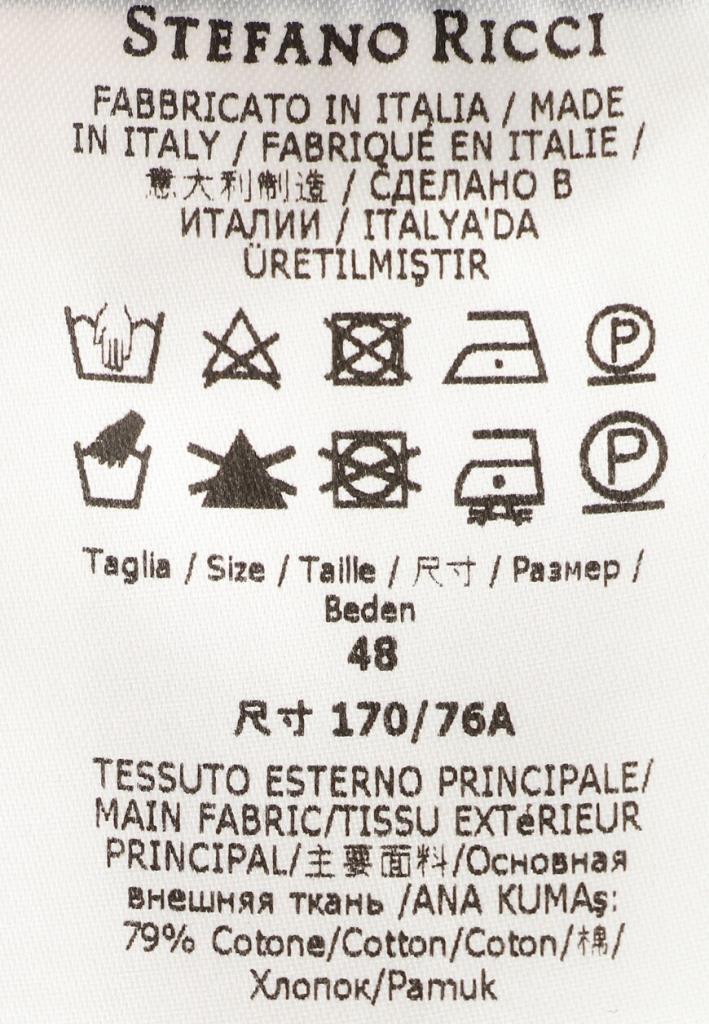 STEFANO RICCI
FABBRICATO IN ITALIA / MADE
IN ITALY / FABRIQUÉ EN ITALIE /
意大利制造 / СДЕЛАНО В
ИТАЛИИ / ITALYA'DA
ÜRETILMIŞTIR
P
P
Taglia / Size / Taille / 尺寸 / Размер /
Beden
48
尺寸 170/76A
TESSUTO ESTERNO PRINCIPALE/
MAIN FABRIC/TISSU EXTéRIEUR
PRINCIPAL/主要面料/Основная
внешняя ткань /ANA KUMAş:
79% Cotone/Cotton/Coton/棉/
Хлопок/Pamuk